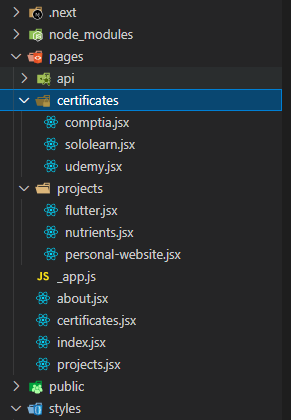 .next
node_modules
pages
api
certificates
comptia.jsx
sololearn.jsx
udemy.jsx
projects
flutter.jsx
nutrients.jsx
personal-website.jsx
JS _app.js
about.jsx
certificates.jsx
index.jsx
projects.jsx
public
styles